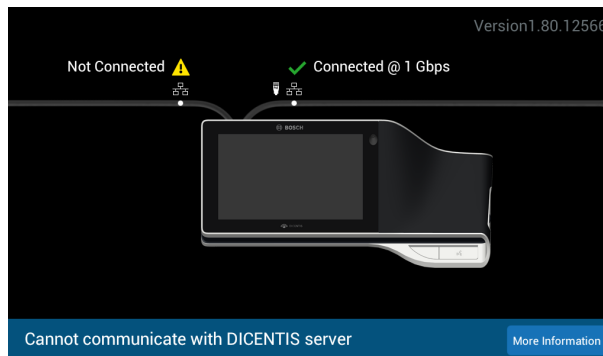 Version1.80.12566
Not Connected
Connected @ 1 Gbps
BOSCH
Cannot communicate with DICENTIS server
More Information